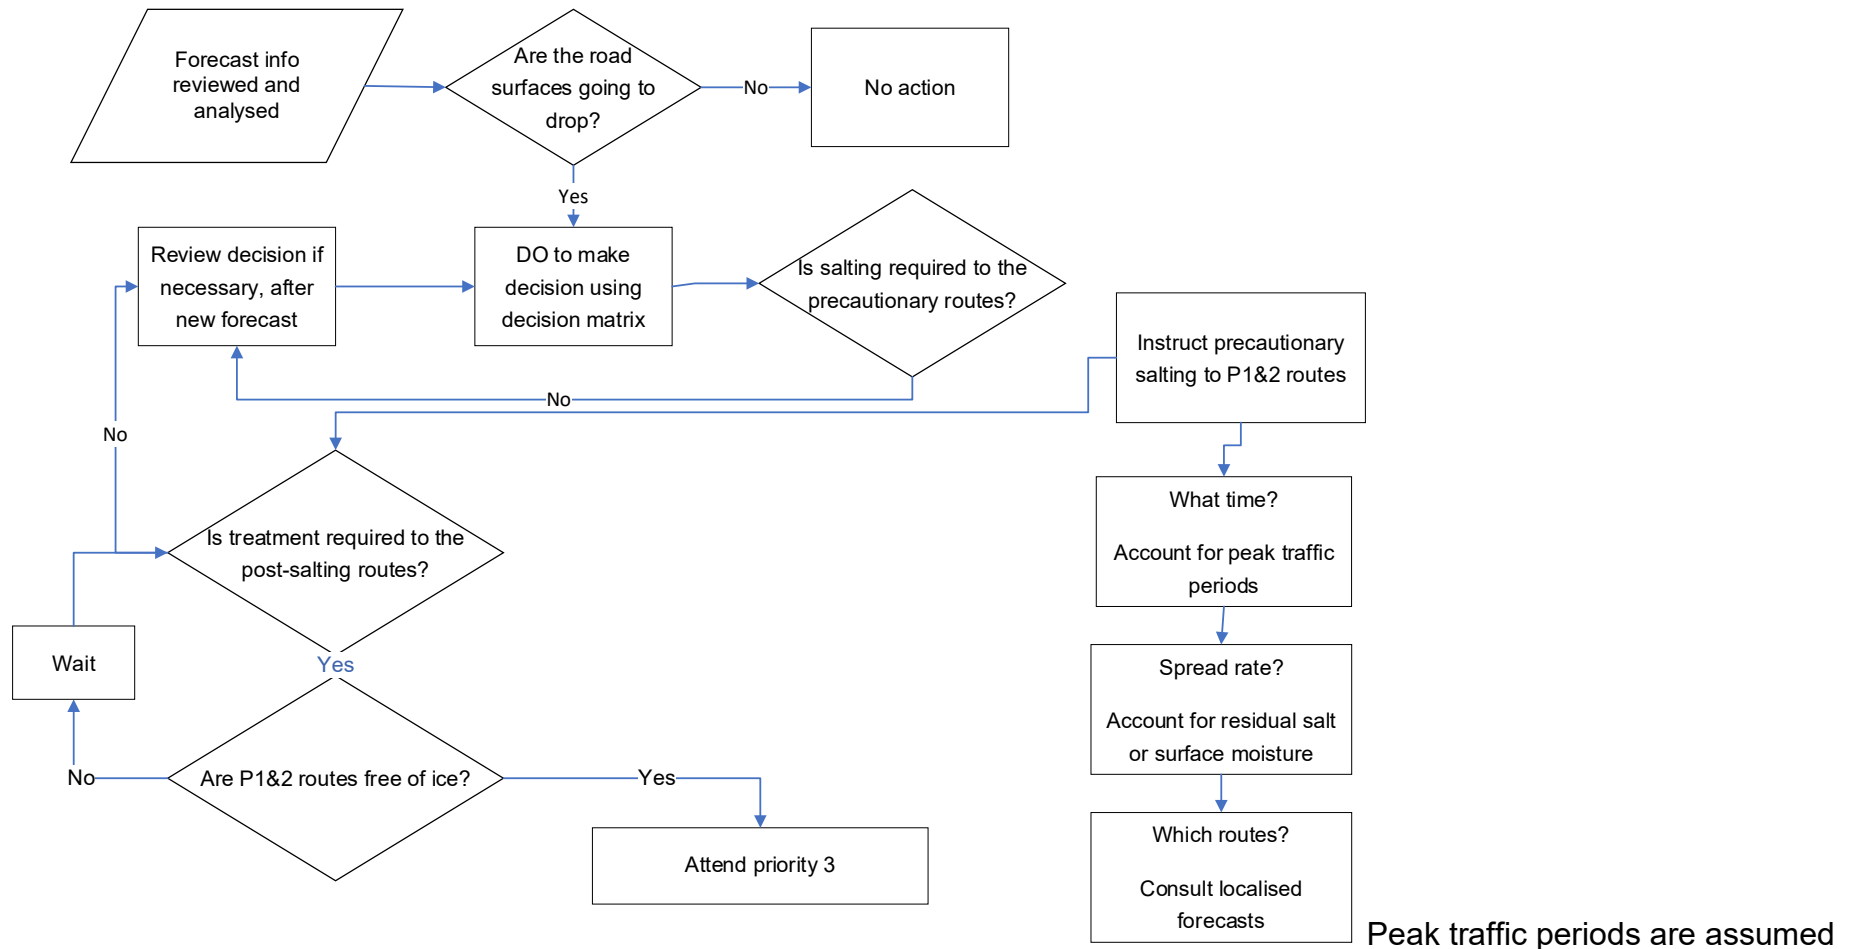 Forecast info
reviewed and
analysed
Are the road
surfaces going to
drop?
No
No action
Yes
Review decision if
necessary, after
new forecast
DO to make
decision using
decision matrix
Is salting required to the
precautionary routes?
Instruct precautionary
salting to P1&2 routes
No
No
What time?
Account for peak traffic
periods
Is treatment required to the
post-salting routes?
Wait
Yes
Spread rate?
Account for residual salt
or surface moisture
No
Are P1&2 routes free of ice?
Yes
Attend priority 3
Which routes?
Consult localised
forecasts
Peak traffic periods are assumed